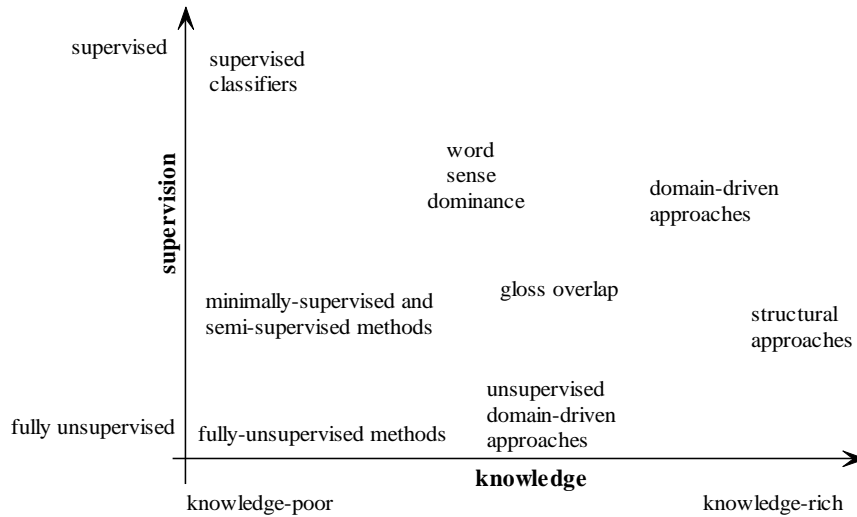 supervised
supervised
classifiers
word
sense
dominance
domain-driven
approaches
supervision
gloss overlap
minimally-supervised and
semi-supervised methods
structural
approaches
unsupervised
domain-driven
approaches
fully unsupervised
fully-unsupervised methods
knowledge
knowledge-poor
knowledge-rich